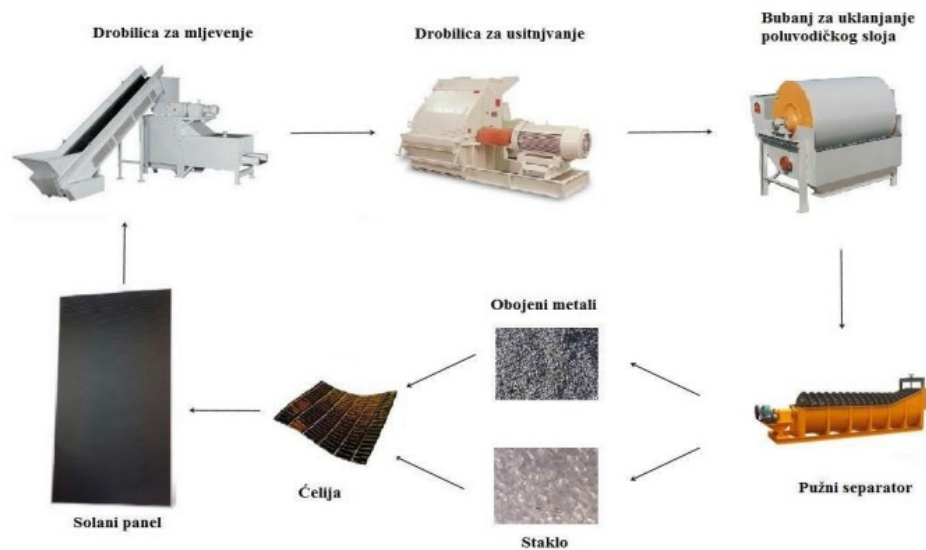 Drobilica za mljevenje
Drobilica za usitnjvanje
Bubanj za uklanjanje
poluvodičkog sloja
Obojeni metali
Ćelija
Pužni separator
Solani panel
Staklo